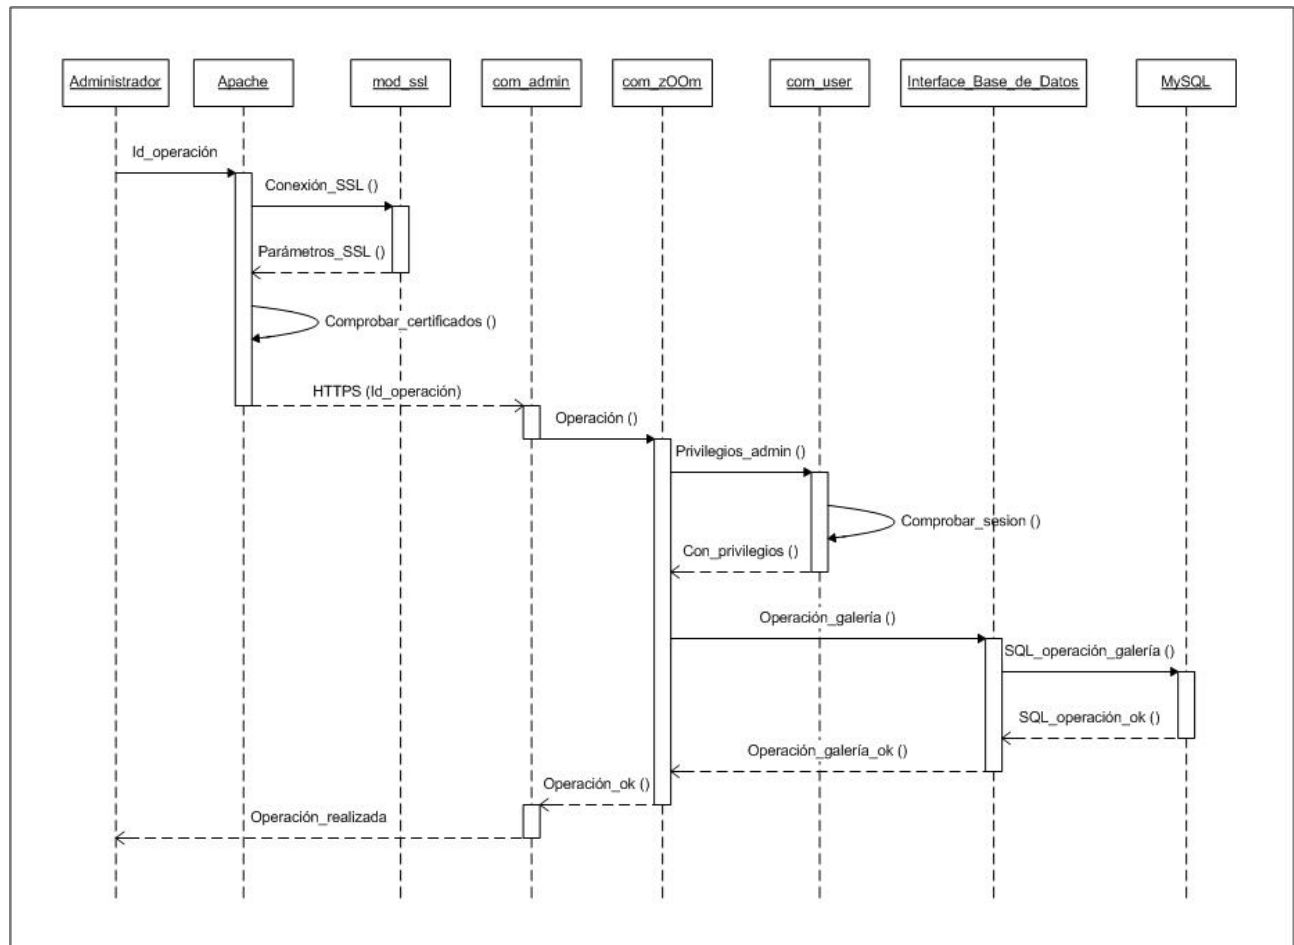 Administrador
Apache
mod_ssl
com_admin
com_zOOm
com_user
Interface_Base_de_Datos
MySQL
Id_operación
Conexión_SSL ()
Parámetros_SSL ()
Comprobar_certificados ()
HTTPS (Id_operación)
Operación ()
Privilegios_admin ()
Comprobar_sesion ()
Con_privilegios ()
Operación_galería ()
SQL_operación_galería ()
SQL_operación_ok ()
Operación_galería_ok ()
Operación_ok ()
Operación_realizada